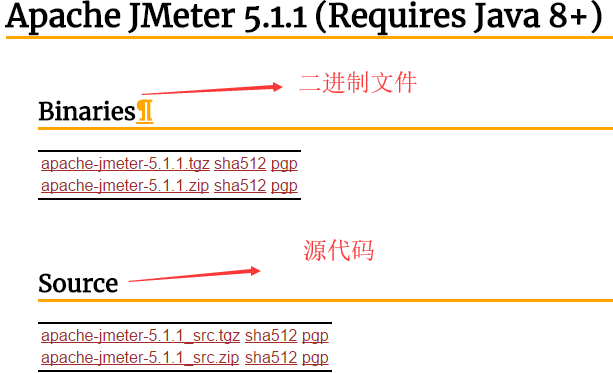 Apache JMeter 5.1.1 (Requires Java 8+)
Binaries¶
二进制文件
apache-jmeter-5.1.1.tgz sha512 pgp
apache-jmeter-5.1.1.zip sha512 pgp
源代码
Source
apache-jmeter-5.1.1_src.tgz sha512 pgp
apache-jmeter-5.1.1_src.zip sha512 pgp